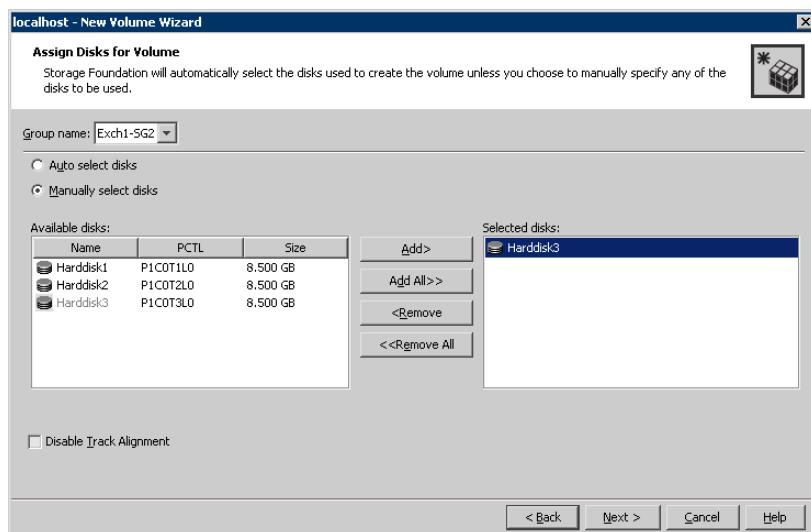 localhost - New Volume Wizard
Assign Disks for Volume
Storage Foundation will automatically select the disks used to create the volume unless you choose to manually specify any of the
disks to be used.
Group name: Exch1-SG2
Auto select disks
Manually select disks
Available disks:
Name PCTL Size
Harddisk1 P1C0T1L0 8.500 GB
Harddisk2 P1C0T2L0 8.500 GB
Harddisk3 P1C0T3L0 8.500 GB
Add>
Add All>>
<Remove
<<Remove All
Selected disks:
Harddisk3
Disable Track Alignment
< Back Next > Cancel Help